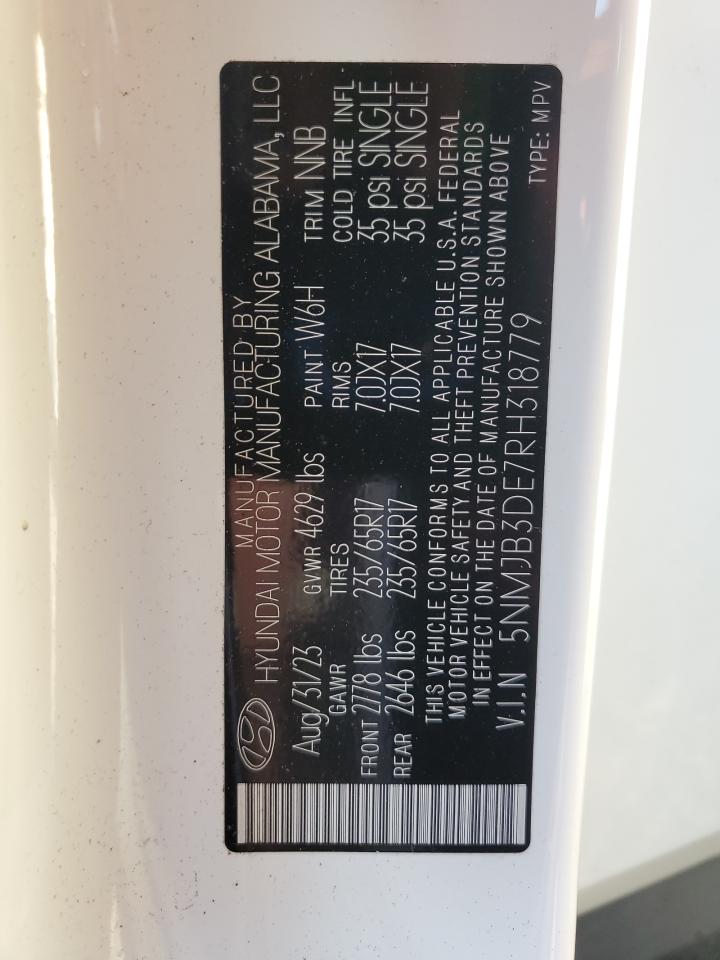 MANUFACTURED BY
HYUNDAI MOTOR MANUFACTURING ALABAMA, LLC
Aug/31/23 GVWR 4629 lbs PAINT W6H TRIM NNB
GAWR TIRES RIMS COLD TIRE INFL
FRONT 2778 lbs 235/65R17 7.0JX17 35 psi SINGLE
REAR 2646 lbs 235/65R17 7.0JX17 35 psi SINGLE
THIS VEHICLE CONFORMS TO ALL APPLICABLE U.S.A. FEDERAL
MOTOR VEHICLE SAFETY AND THEFT PREVENTION STANDARDS
IN EFFECT ON THE DATE OF MANUFACTURE SHOWN ABOVE
V.I.N 5NMJB3DE7RH318779 TYPE: MPV